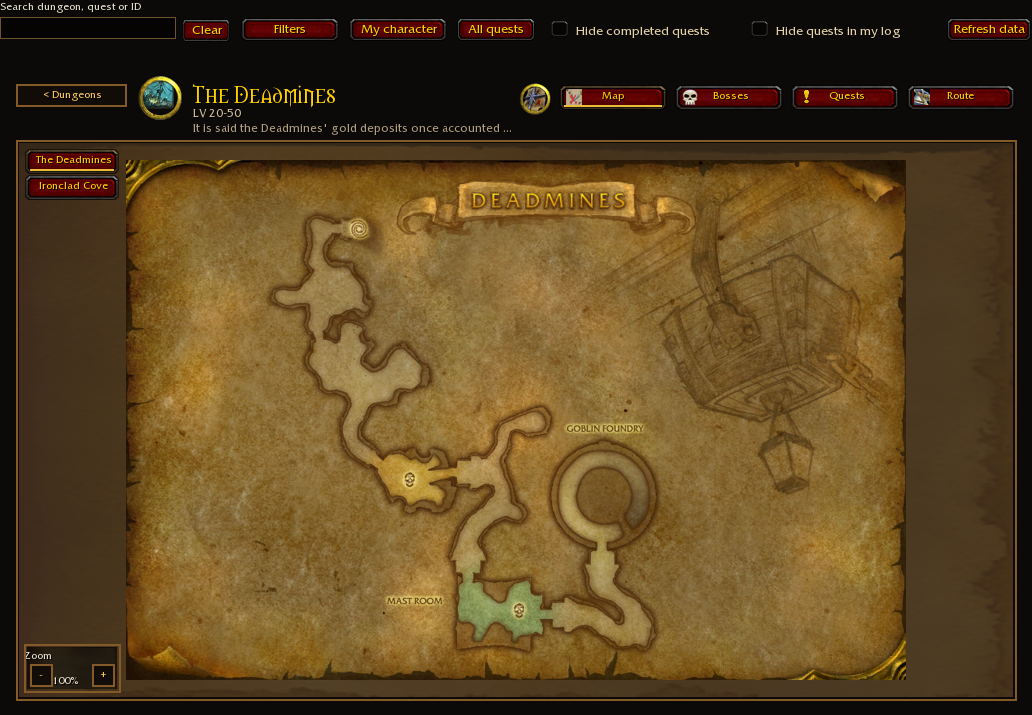 Search dungeon, quest or ID
Clear
Filters
My character
All quests
Hide completed quests
Hide quests in my log
Refresh data
< Dungeons
The Deadmines
LV 20-50
It is said the Deadmines' gold deposits once accounted ...
Map
Bosses
Quests
Route
The Deadmines
Ironclad Cove
DEADMINES
GOBLIN FOUNDRY
MAST ROOM
Zoom
- 100% +